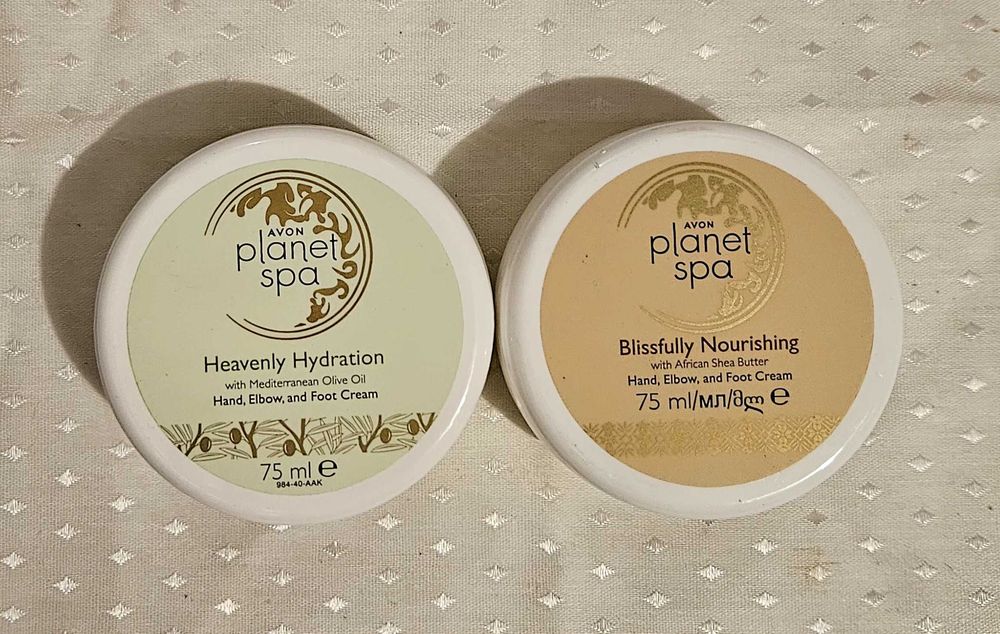 AVON
planet
spa
Heavenly Hydration
with Mediterranean Olive Oil
Hand, Elbow, and Foot Cream
75 ml e
984-40-AAK
AVON
planet
spa
Blissfully Nourishing
with African Shea Butter
Hand, Elbow, and Foot Cream
75 ml/мл/მლ e